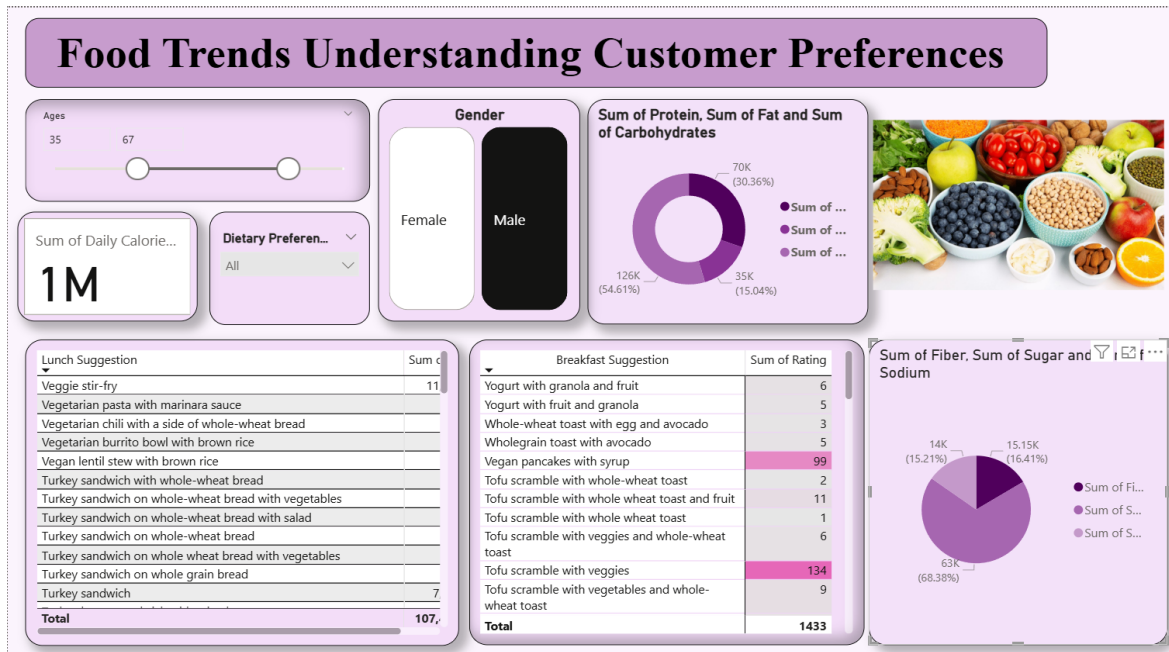 Food Trends Understanding Customer Preferences
Ages
35 67
Gender
Female
Male
Sum of Protein, Sum of Fat and Sum
of Carbohydrates
70K
(30.36%)
35K
(15.04%)
126K
(54.61%)
Sum of ...
Sum of ...
Sum of ...
Sum of Daily Calorie...
1M
Dietary Preferen...
All
Lunch Suggestion
Veggie stir-fry 11
Vegetarian pasta with marinara sauce
Vegetarian chili with a side of whole-wheat bread
Vegetarian burrito bowl with brown rice
Vegan lentil stew with brown rice
Turkey sandwich with whole-wheat bread
Turkey sandwich on whole-wheat bread with vegetables
Turkey sandwich on whole-wheat bread with salad
Turkey sandwich on whole-wheat bread
Turkey sandwich on whole wheat bread with vegetables
Turkey sandwich on whole grain bread
Turkey sandwich 7,
Total 107,
Breakfast Suggestion Sum of Rating
Yogurt with granola and fruit 6
Yogurt with fruit and granola 5
Whole-wheat toast with egg and avocado 3
Wholegrain toast with avocado 5
Vegan pancakes with syrup 99
Tofu scramble with whole-wheat toast 2
Tofu scramble with whole wheat toast and fruit 11
Tofu scramble with whole wheat toast 1
Tofu scramble with veggies and whole-wheat 6
toast
Tofu scramble with veggies 134
Tofu scramble with vegetables and whole- 9
wheat toast
Total 1433
Sum of Fiber, Sum of Sugar and
Sodium
14K
(15.21%)
15.15K
(16.41%)
63K
(68.38%)
Sum of Fi...
Sum of S...
Sum of S...